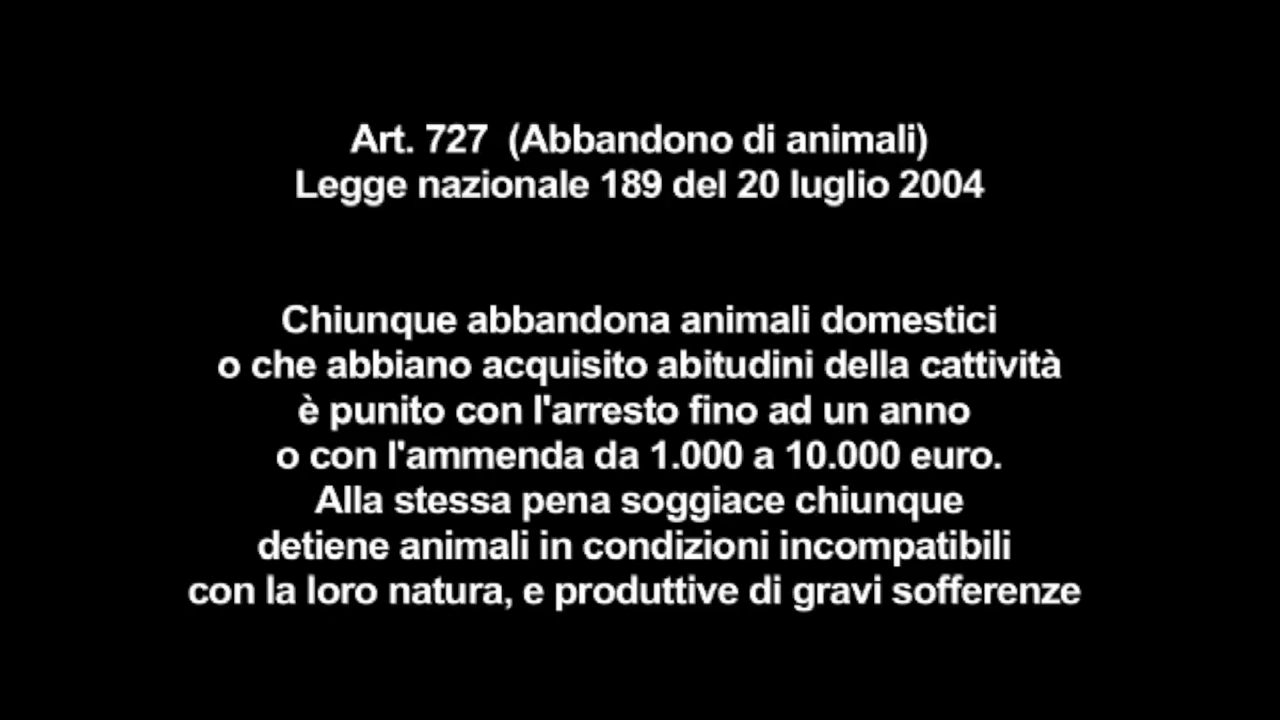 Art. 727 (Abbandono di animali)
Legge nazionale 189 del 20 luglio 2004
Chiunque abbandona animali domestici
o che abbiano acquisito abitudini della cattività
è punito con l'arresto fino ad un anno
o con l'ammenda da 1.000 a 10.000 euro.
Alla stessa pena soggiace chiunque
detiene animali in condizioni incompatibili
con la loro natura, e produttive di gravi sofferenze